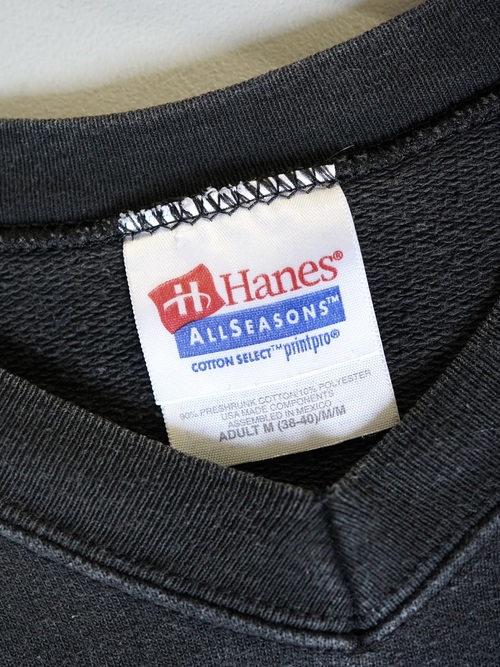 Hanes®
ALLSEASONS™
COTTON SELECT™ printpro®
90% PRESHRUNK COTTON/10% POLYESTER
USA MADE COMPONENTS
ASSEMBLED IN MEXICO
ADULT M (38-40)/M/M